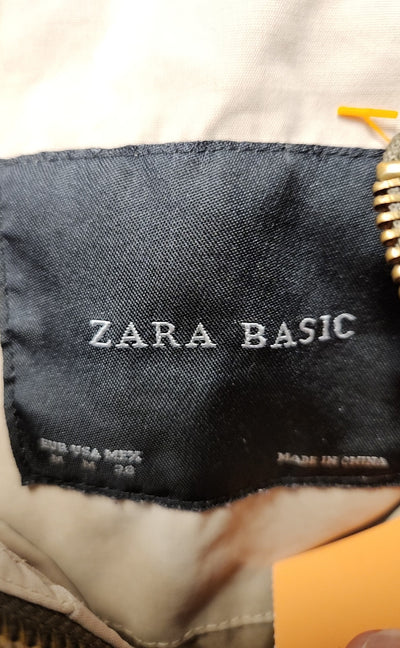 ZARA BASIC
EUR USA MEX
M M 28
MADE IN CHINA